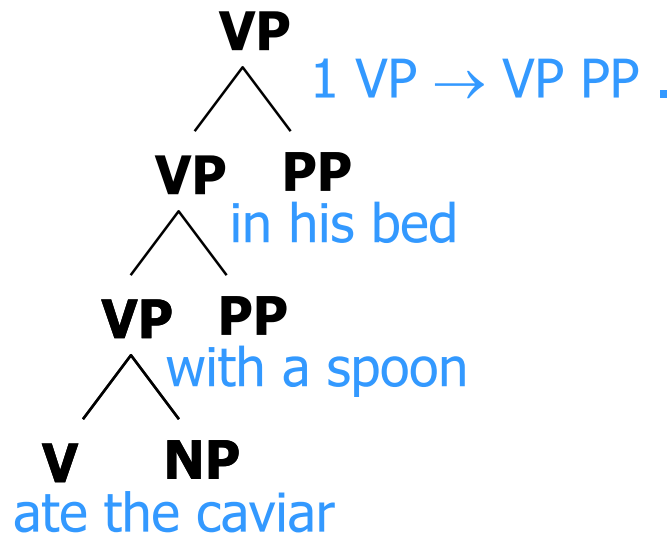 VP
1 VP → VP PP .
VP PP
in his bed
VP PP
with a spoon
V NP
ate the caviar